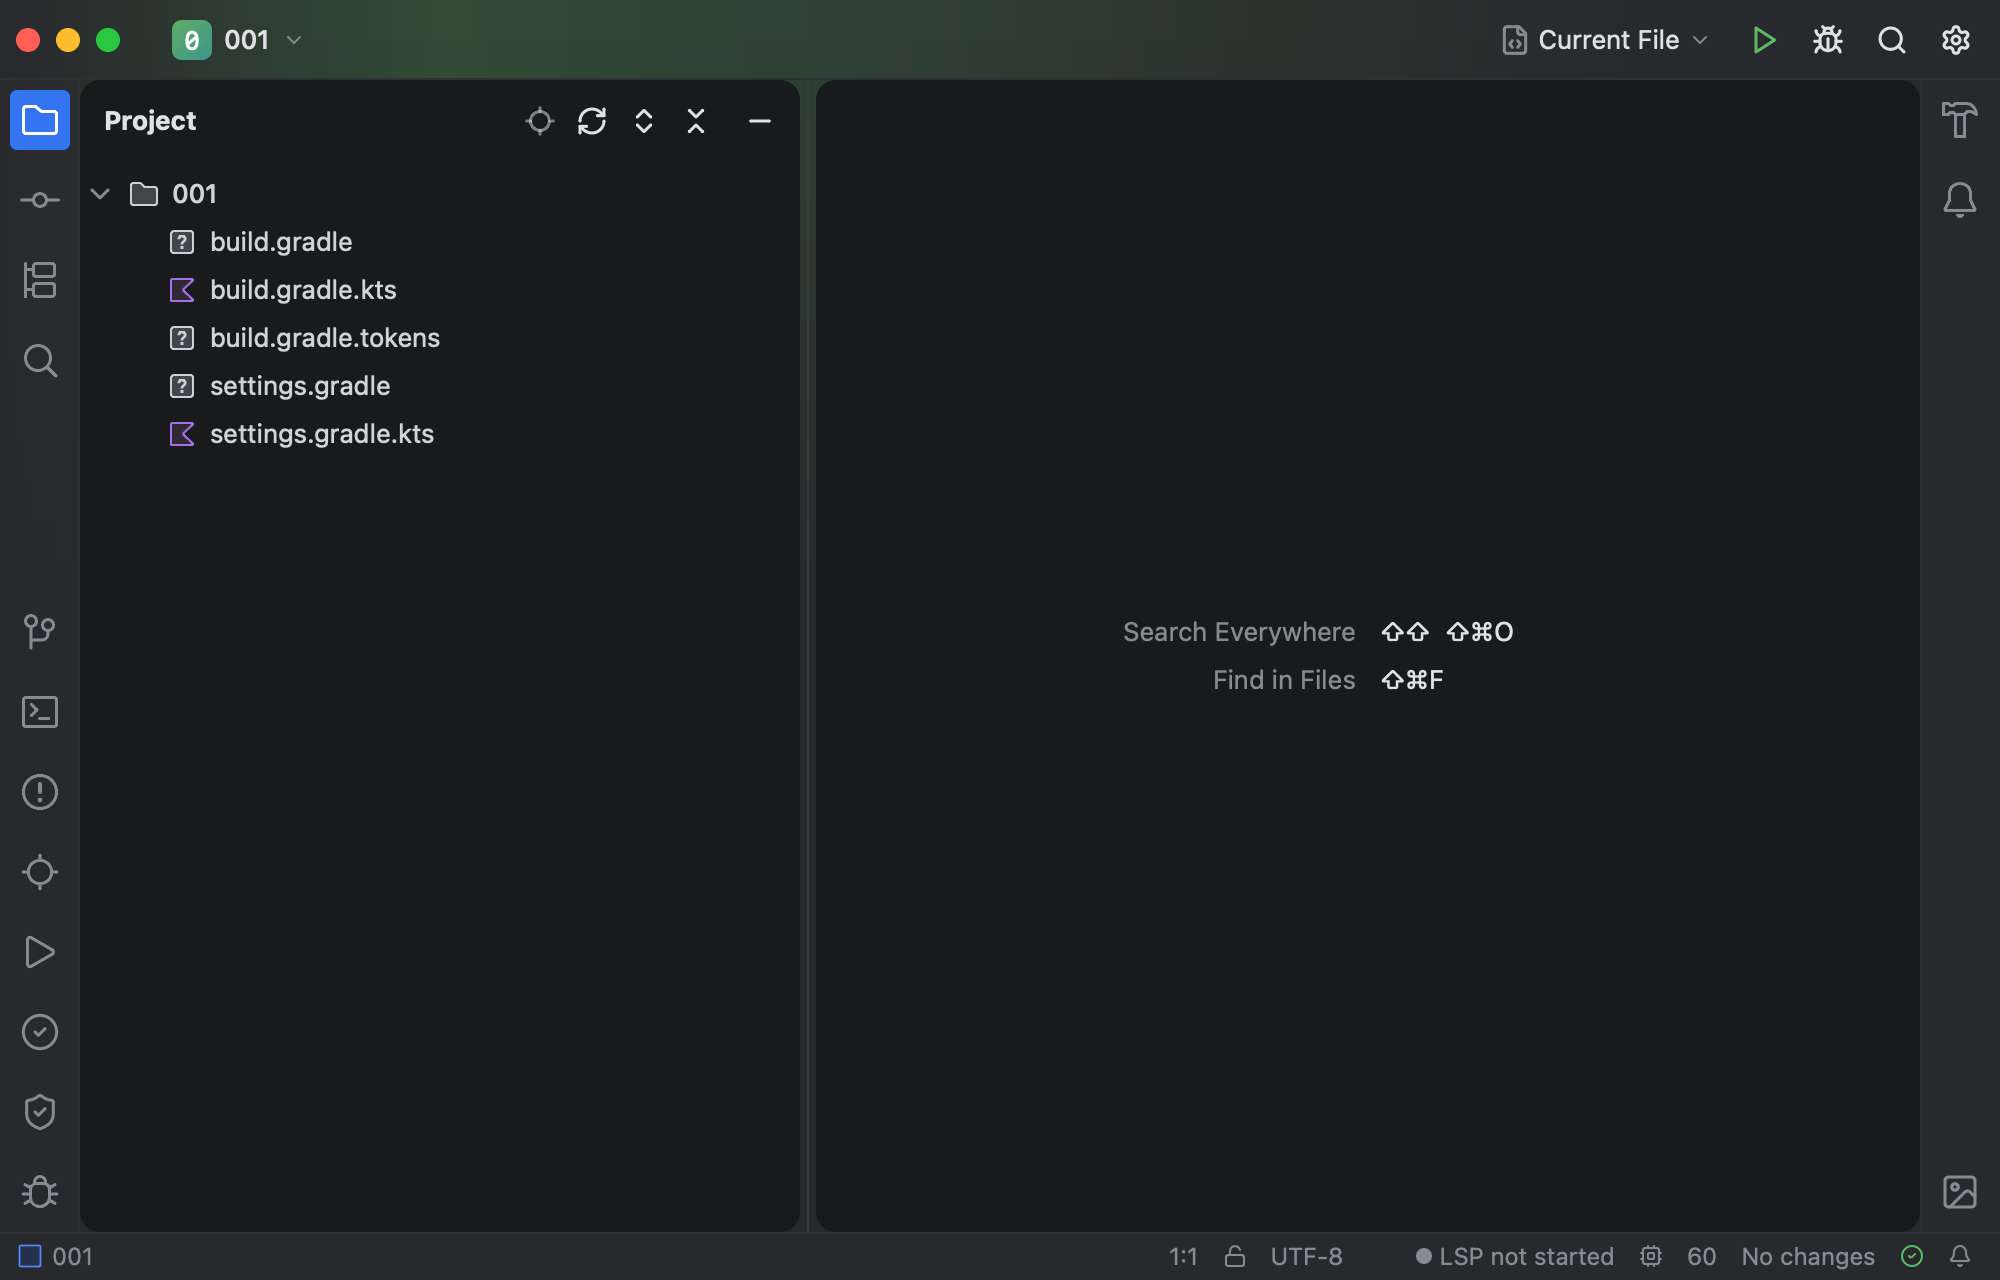 0 001
Current File
Project
001
build.gradle
build.gradle.kts
build.gradle.tokens
settings.gradle
settings.gradle.kts
Search Everywhere ⇧⇧ ⇧⌘O
Find in Files ⇧⌘F
001
1:1
UTF-8
LSP not started
60
No changes